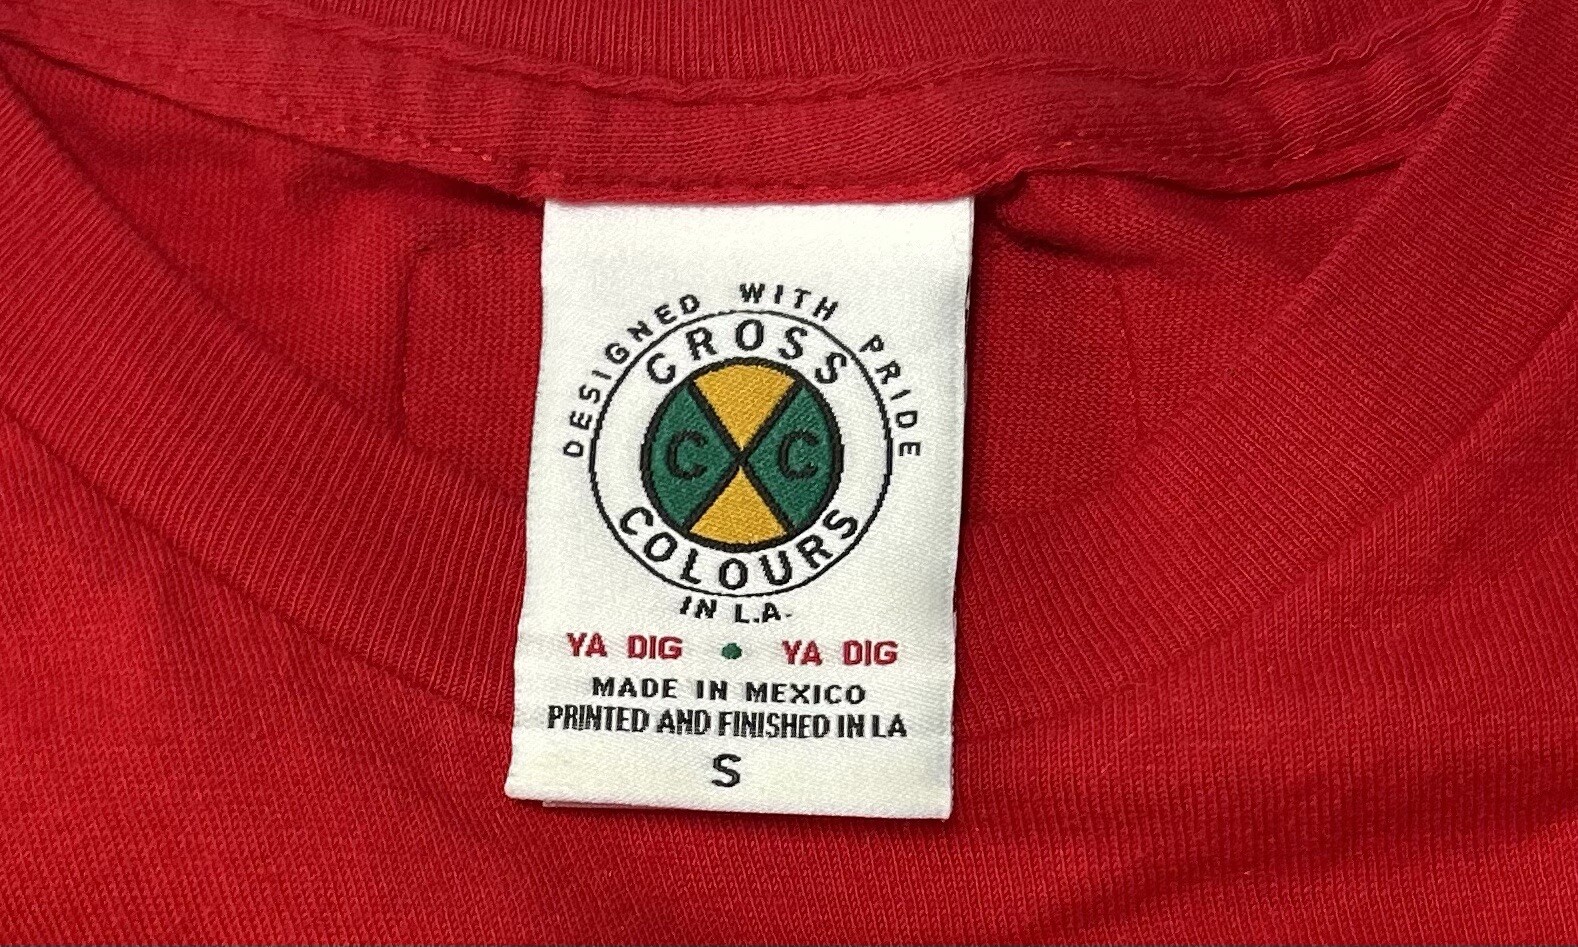 DESIGNED WITH PRIDE
CROSS
C C
COLOURS
IN L.A.
YA DIG • YA DIG
MADE IN MEXICO
PRINTED AND FINISHED IN LA
S